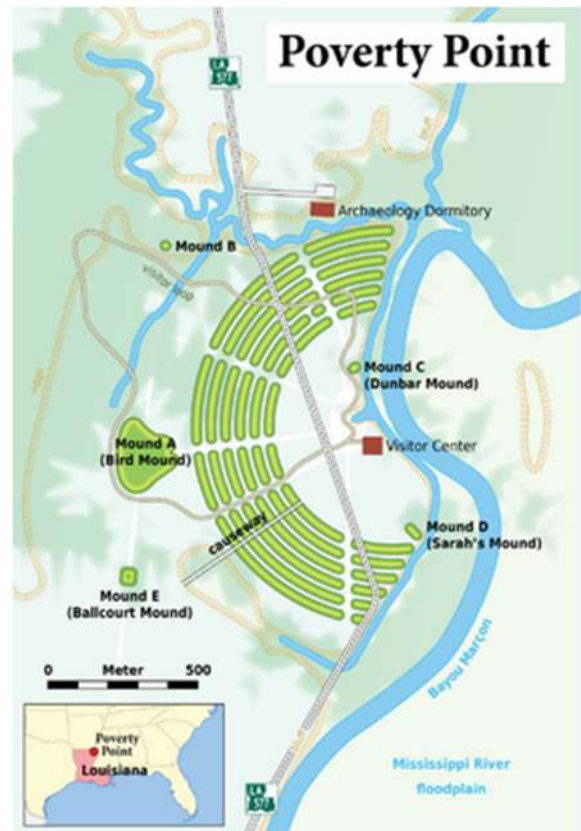 Poverty Point
LA
577
Archaeology Dormitory
Mound B
visitor loop
Mound C
(Dunbar Mound)
Mound A
(Bird Mound)
Visitor Center
causeway
Mound D
(Sarah's Mound)
Mound E
(Ballcourt Mound)
0 Meter 500
Bayou Marçon
Poverty
Point
Louisiana
Mississippi River
floodplain
LA
577